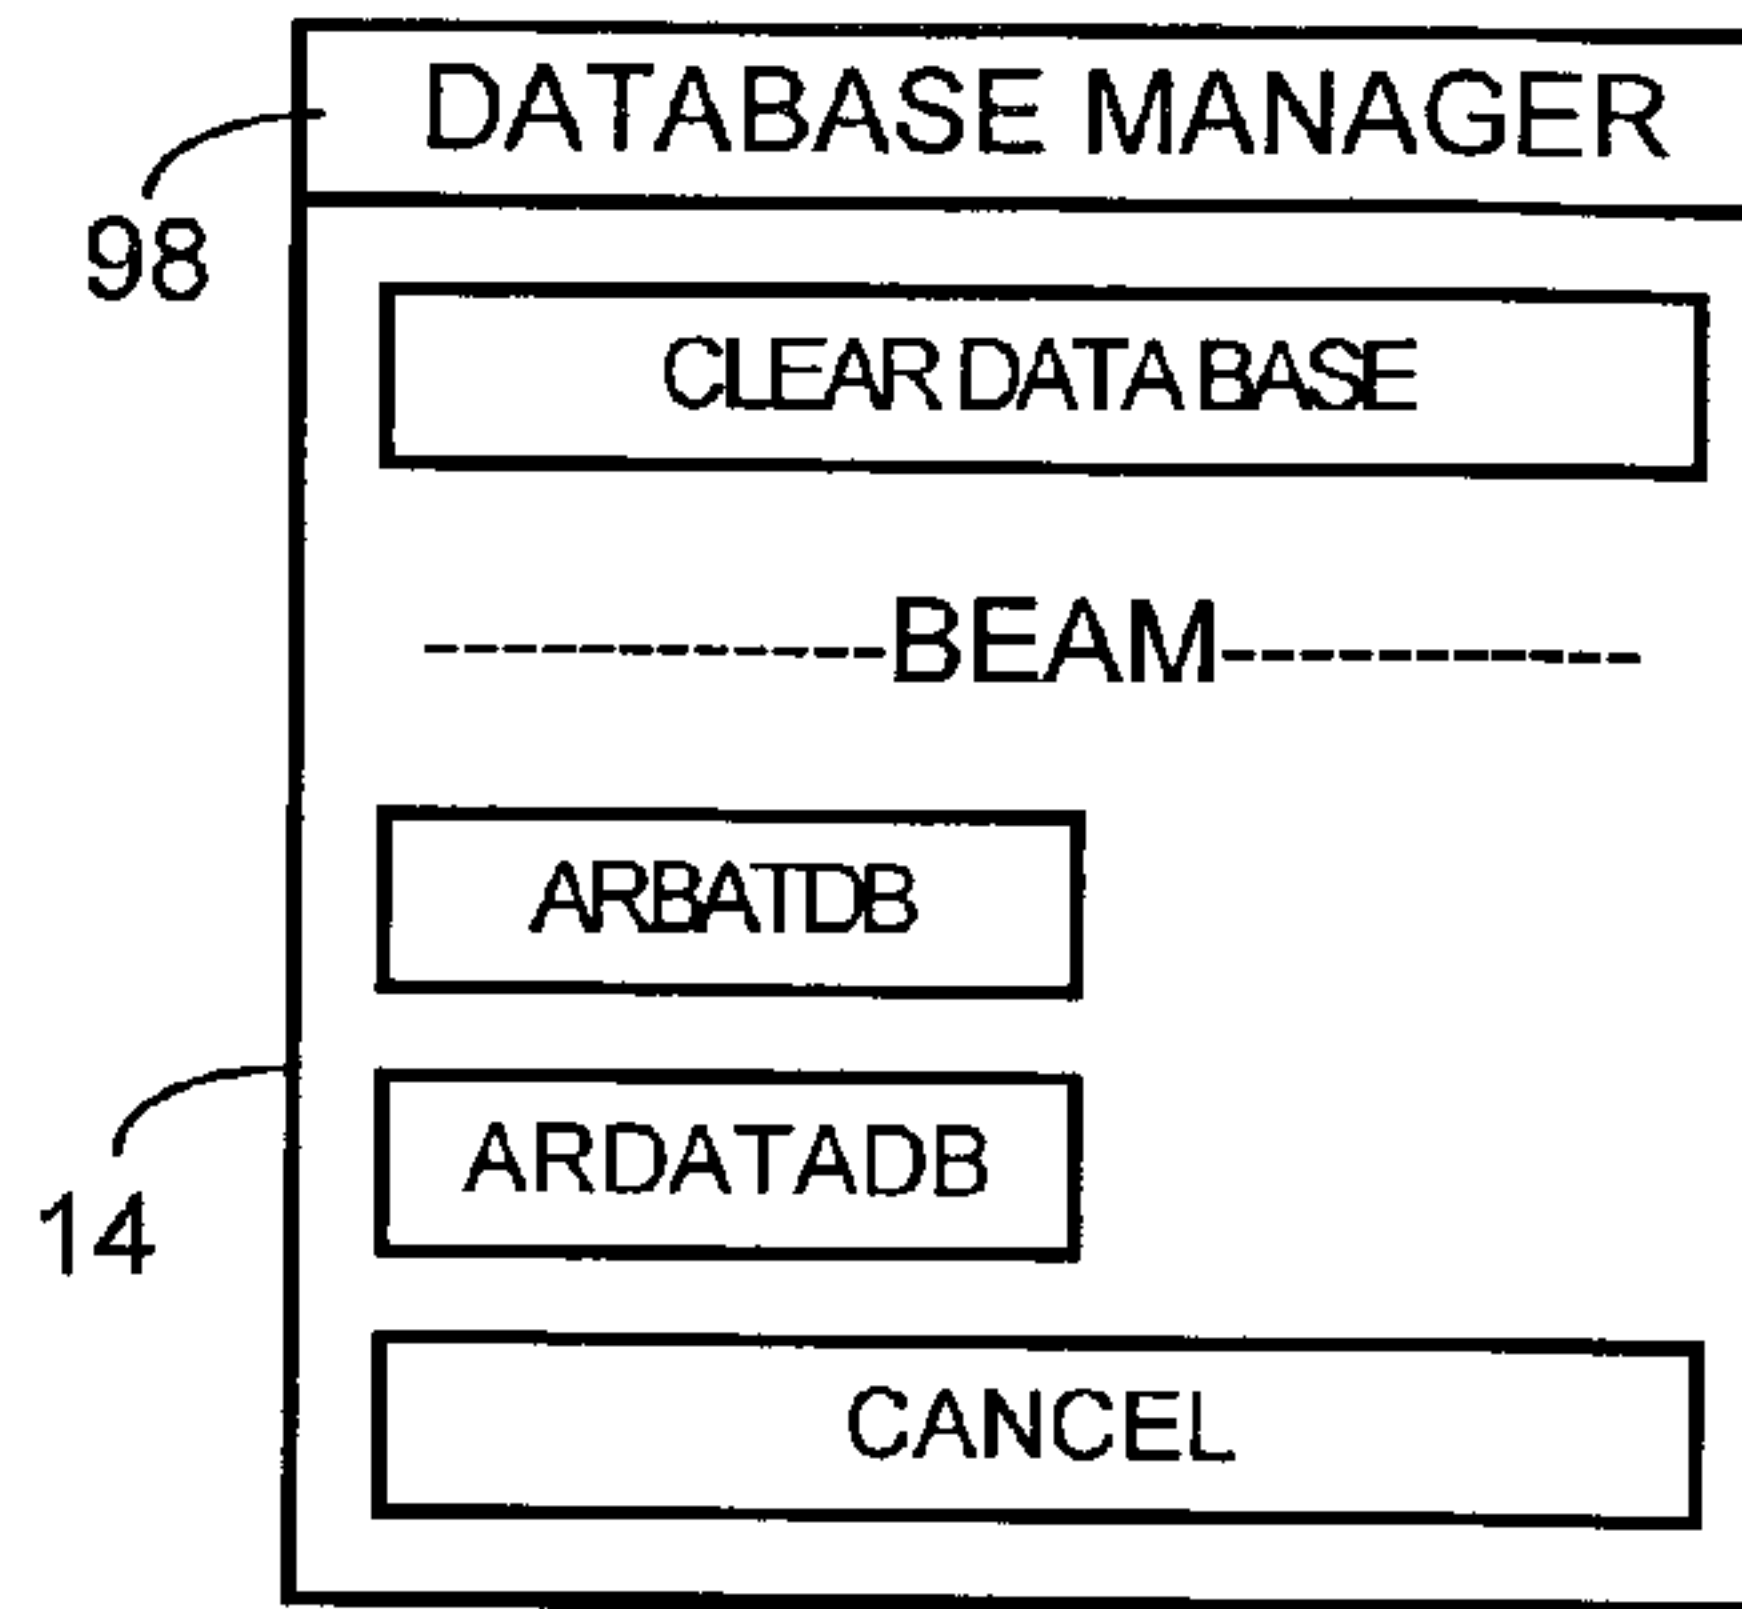 DATABASE MANAGER
98
CLEAR DATA BASE
------------BEAM-----------
ARBATDB
ARDATADB
14
CANCEL